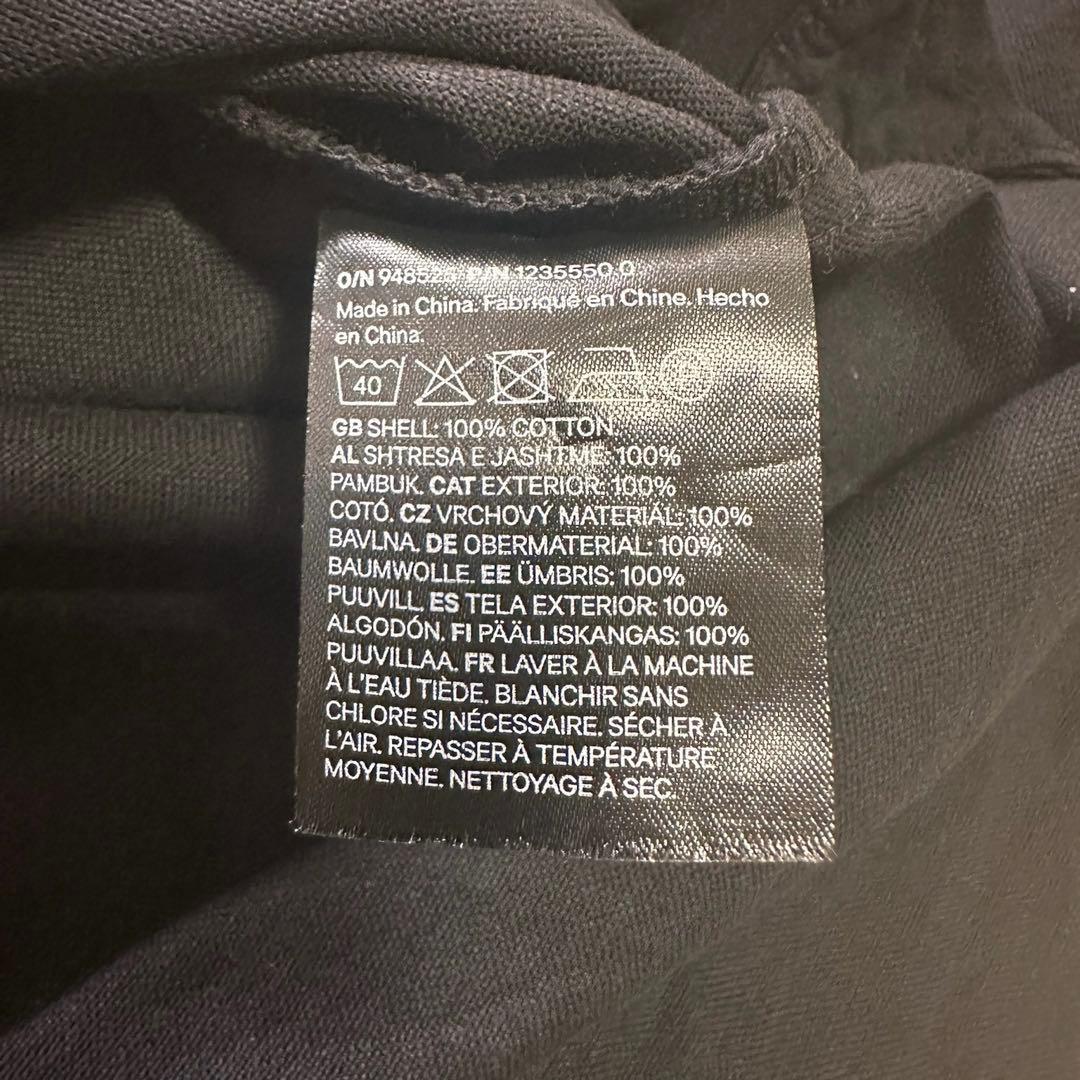 O/N 94852 P/N 1235550.0
Made in China. Fabriqué en Chine. Hecho
en China.
40
GB SHELL: 100% COTTON.
AL SHTRESA E JASHTME: 100%
PAMBUK. CAT EXTERIOR: 100%
COTÓ. CZ VRCHOVÝ MATERIÁL: 100%
BAVLNA. DE OBERMATERIAL: 100%
BAUMWOLLE. EE ÜMBRIS: 100%
PUUVILL. ES TELA EXTERIOR: 100%
ALGODÓN. FI PÄÄLLISKANGAS: 100%
PUUVILLAA. FR LAVER À LA MACHINE
À L'EAU TIÈDE. BLANCHIR SANS
CHLORE SI NÉCESSAIRE. SÉCHER À
L'AIR. REPASSER À TEMPÉRATURE
MOYENNE. NETTOYAGE À SEC.